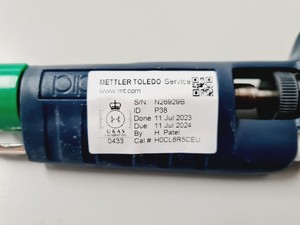 METTLER TOLEDO Service
www.mt.com
S/N N26929B
ID P38
Done 11 Jul 2023
Due 11 Jul 2024
By H. Patel
Cal # H0CL6R5CEU
UKAS
0433